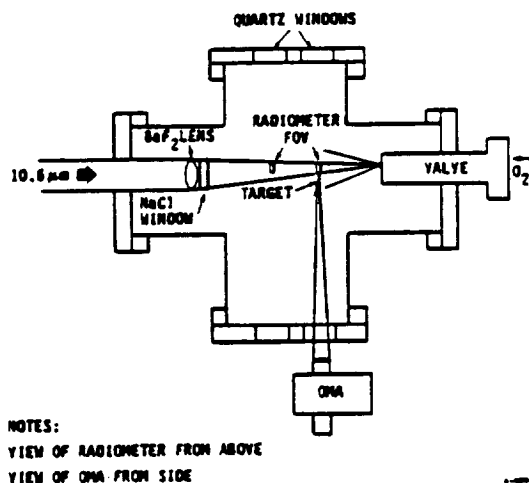 QUARTZ WINDOWS
BaF2 LENS
RADIOMETER
FOV
10.6 μm
VALVE
O2
TARGET
NaCl
WINDOW
OMA
NOTES:
VIEW OF RADIOMETER FROM ABOVE
VIEW OF OMA FROM SIDE